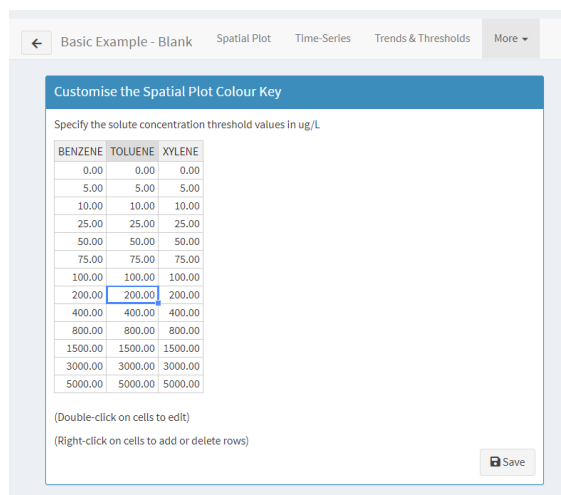 Basic Example - Blank Spatial Plot Time-Series Trends & Thresholds More
Customise the Spatial Plot Colour Key
Specify the solute concentration threshold values in ug/L
BENZENE TOLUENE XYLENE
0.00 0.00 0.00
5.00 5.00 5.00
10.00 10.00 10.00
25.00 25.00 25.00
50.00 50.00 50.00
75.00 75.00 75.00
100.00 100.00 100.00
200.00 200.00 200.00
400.00 400.00 400.00
800.00 800.00 800.00
1500.00 1500.00 1500.00
3000.00 3000.00 3000.00
5000.00 5000.00 5000.00
(Double-click on cells to edit)
(Right-click on cells to add or delete rows)
Save